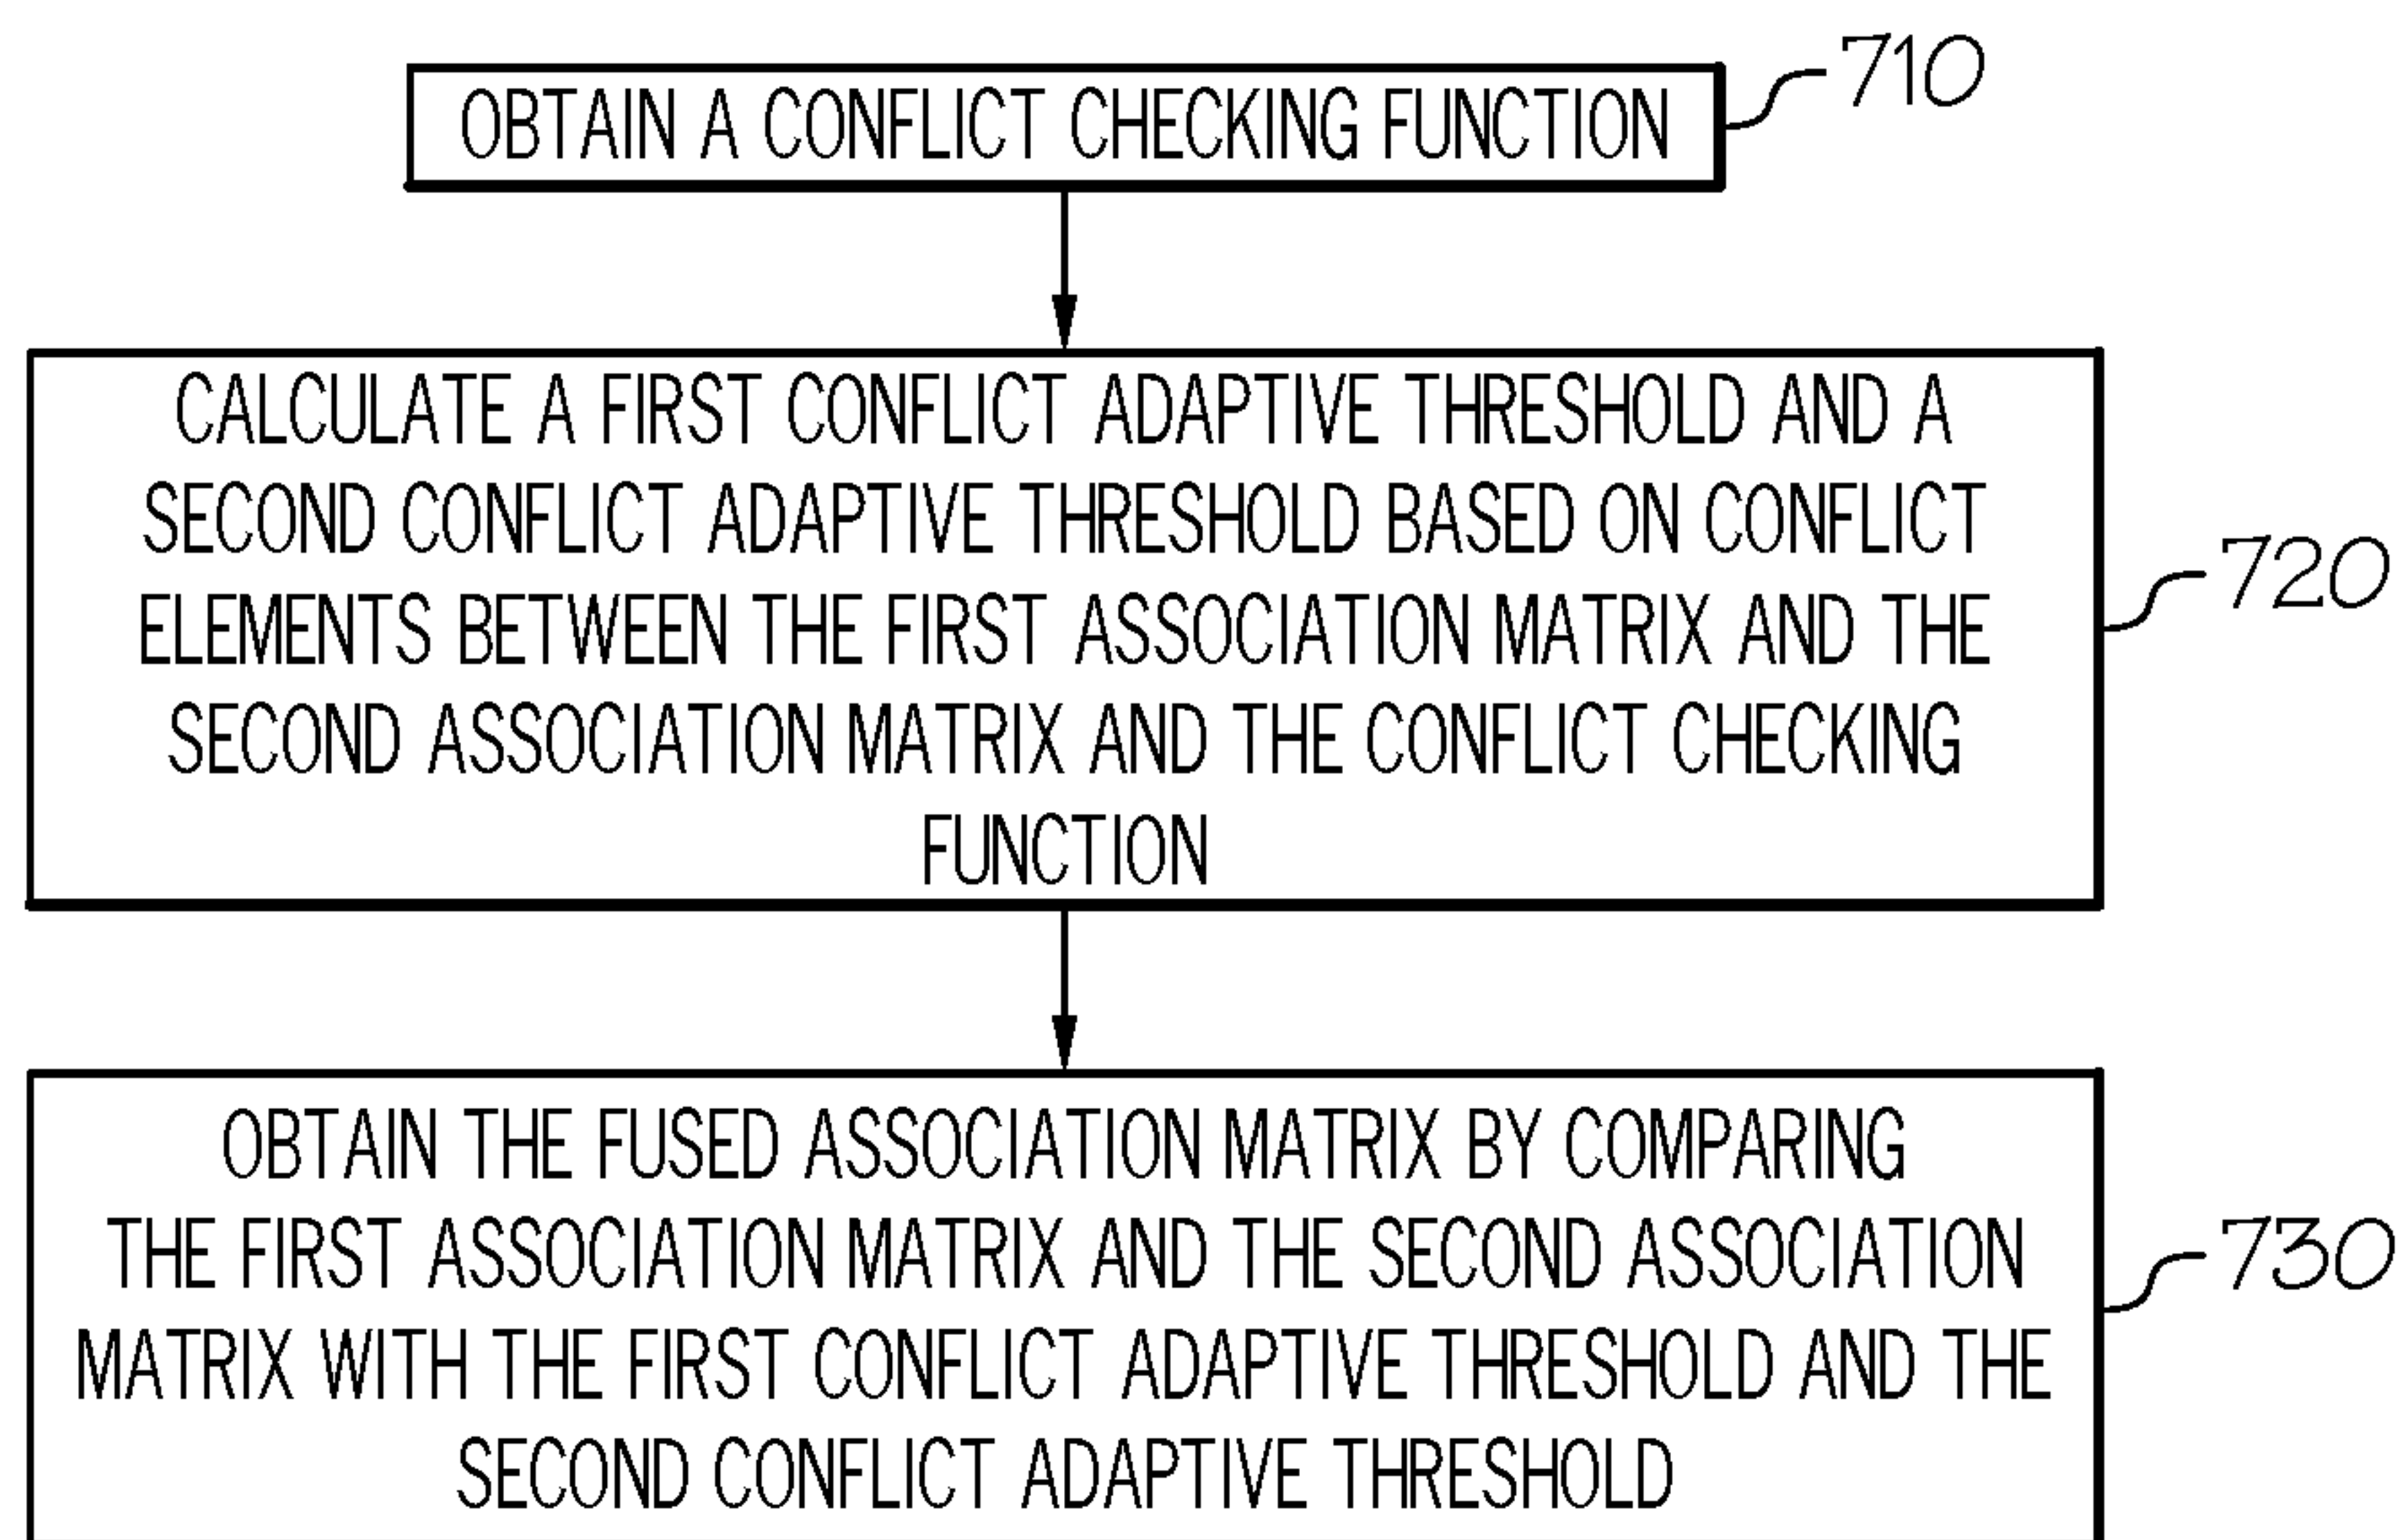 OBTAIN A CONFLICT CHECKING FUNCTION
710
CALCULATE A FIRST CONFLICT ADAPTIVE THRESHOLD AND A
SECOND CONFLICT ADAPTIVE THRESHOLD BASED ON CONFLICT
ELEMENTS BETWEEN THE FIRST ASSOCIATION MATRIX AND THE
SECOND ASSOCIATION MATRIX AND THE CONFLICT CHECKING
FUNCTION
720
OBTAIN THE FUSED ASSOCIATION MATRIX BY COMPARING
THE FIRST ASSOCIATION MATRIX AND THE SECOND ASSOCIATION
MATRIX WITH THE FIRST CONFLICT ADAPTIVE THRESHOLD AND THE
SECOND CONFLICT ADAPTIVE THRESHOLD
730